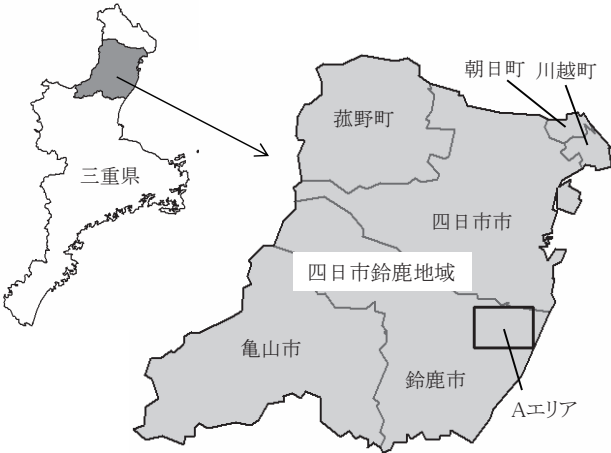 朝日町
川越町
菰野町
三重県
四日市市
四日市鈴鹿地域
亀山市
鈴鹿市
Aエリア